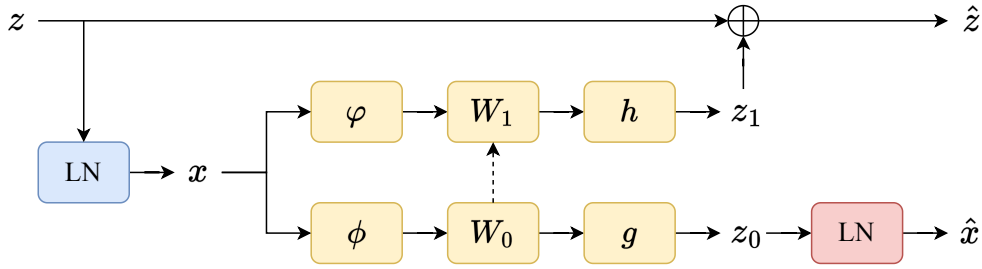 z ẑ
φ W₁ h z₁
LN x
ϕ W₀ g z₀ LN x̂